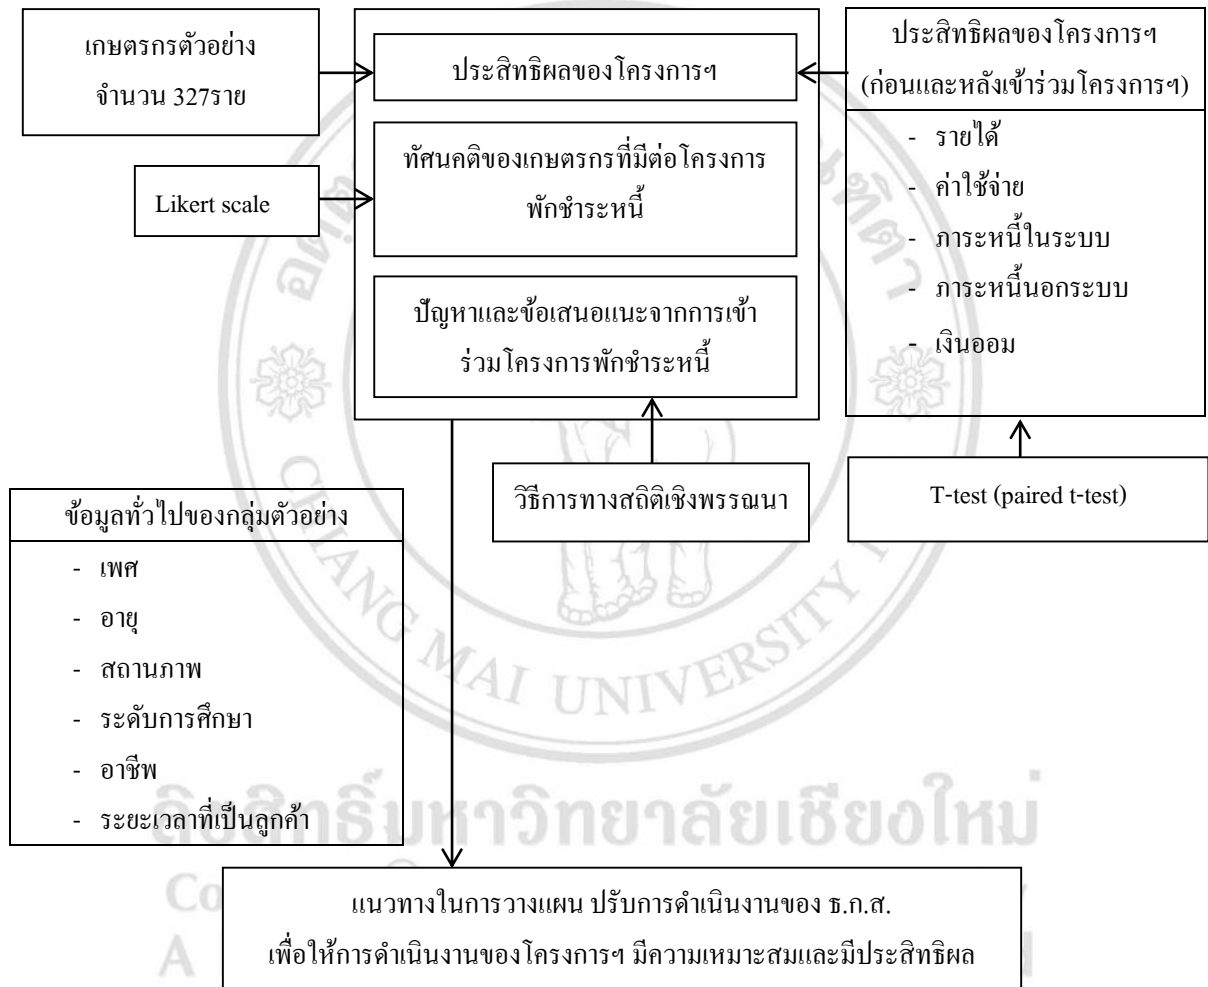 เกษตรกรตัวอย่าง
จำนวน 327ราย
ประสิทธิผลของโครงการฯ
ประสิทธิผลของโครงการฯ
(ก่อนและหลังเข้าร่วมโครงการฯ)
- รายได้
- ค่าใช้จ่าย
- ภาระหนี้ในระบบ
- ภาระหนี้นอกระบบ
- เงินออม
Likert scale
ทัศนคติของเกษตรกรที่มีต่อโครงการ
พักชำระหนี้
ปัญหาและข้อเสนอแนะจากการเข้า
ร่วมโครงการพักชำระหนี้
วิธีการทางสถิติเชิงพรรณนา
T-test (paired t-test)
ข้อมูลทั่วไปของกลุ่มตัวอย่าง
- เพศ
- อายุ
- สถานภาพ
- ระดับการศึกษา
- อาชีพ
- ระยะเวลาที่เป็นลูกค้า
แนวทางในการวางแผน ปรับการดำเนินงานของ ธ.ก.ส.
เพื่อให้การดำเนินงานของโครงการฯ มีความเหมาะสมและมีประสิทธิผล
CHIANG MAI UNIVERSITY
ลิขสิทธิ์มหาวิทยาลัยเชียงใหม่